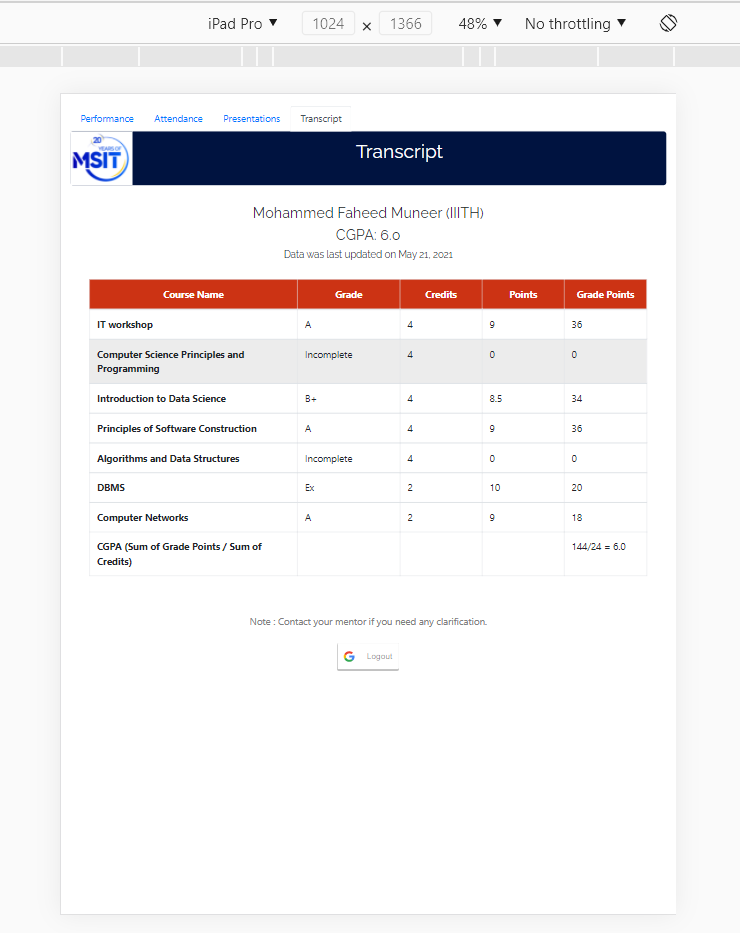 iPad Pro ▼ 1024 x 1366 48% ▼ No throttling ▼
Performance Attendance Presentations Transcript
20
YEARS OF
MSIT
Transcript
Mohammed Faheed Muneer (IIITH)
CGPA: 6.0
Data was last updated on May 21, 2021
Course Name Grade Credits Points Grade Points
IT workshop A 4 9 36
Computer Science Principles and Incomplete 4 0 0
Programming
Introduction to Data Science B+ 4 8.5 34
Principles of Software Construction A 4 9 36
Algorithms and Data Structures Incomplete 4 0 0
DBMS Ex 2 10 20
Computer Networks A 2 9 18
CGPA (Sum of Grade Points / Sum of 144/24 = 6.0
Credits)
Note : Contact your mentor if you need any clarification.
G Logout